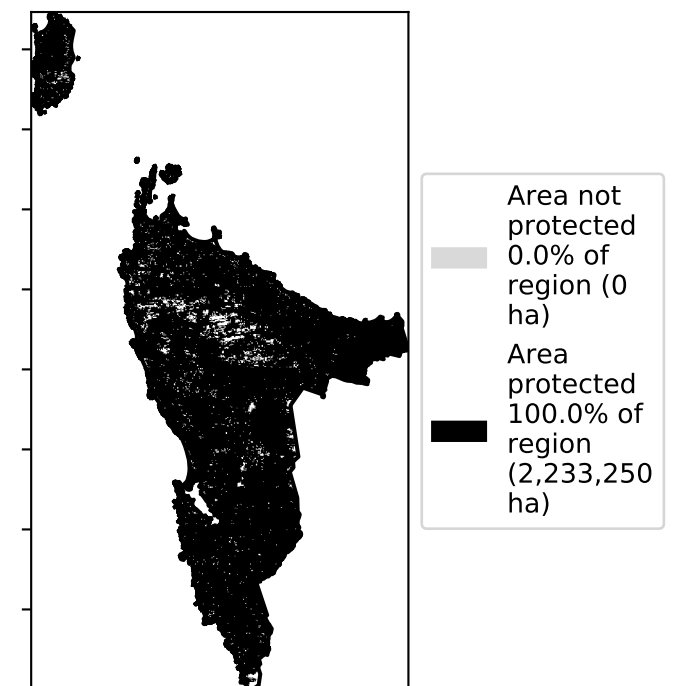 Area not
protected
0.0% of
region (0
ha)
Area
protected
100.0% of
region
(2,233,250
ha)